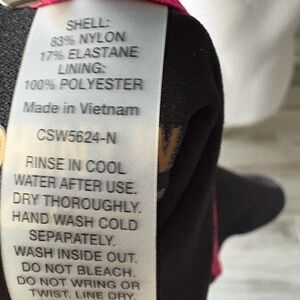 SHELL:
83% NYLON
17% ELASTANE
LINING:
100% POLYESTER
Made in Vietnam
CSW5624-N
RINSE IN COOL
WATER AFTER USE.
DRY THOROUGHLY.
HAND WASH COLD
SEPAPATELY.
WASH INSIDE OUT.
DO NOT BLEACH.
DO NOT WRING OR
TWIST. LINE DRY.